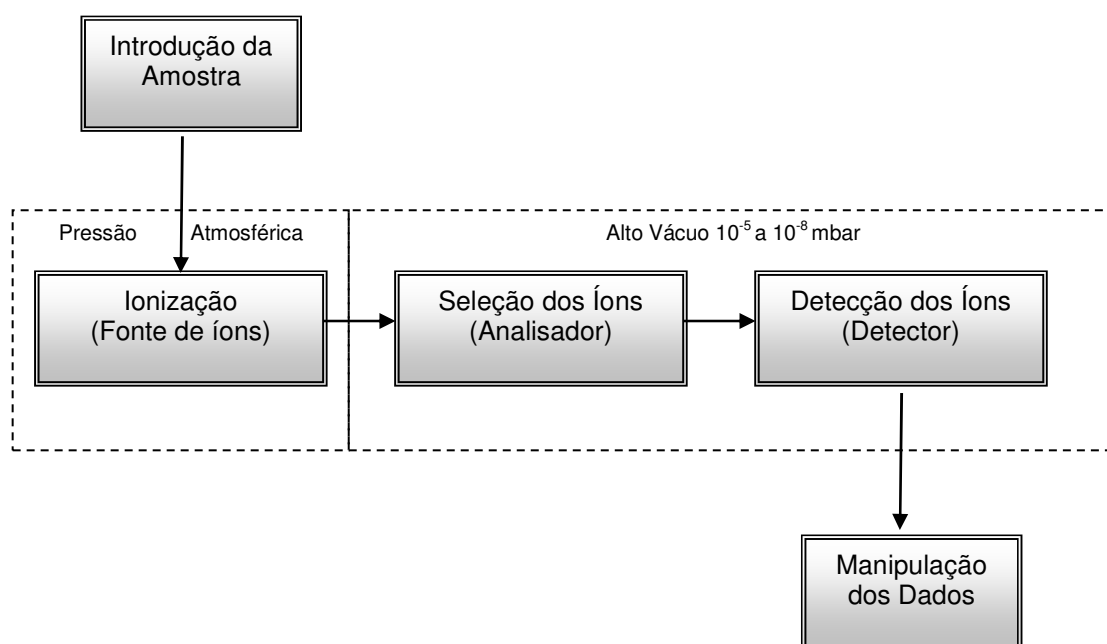 Introdução da
Amostra
Pressão Atmosférica
Alto Vácuo 10⁻⁵ a 10⁻⁸ mbar
Ionização
(Fonte de íons)
Seleção dos Íons
(Analisador)
Detecção dos Íons
(Detector)
Manipulação
dos Dados